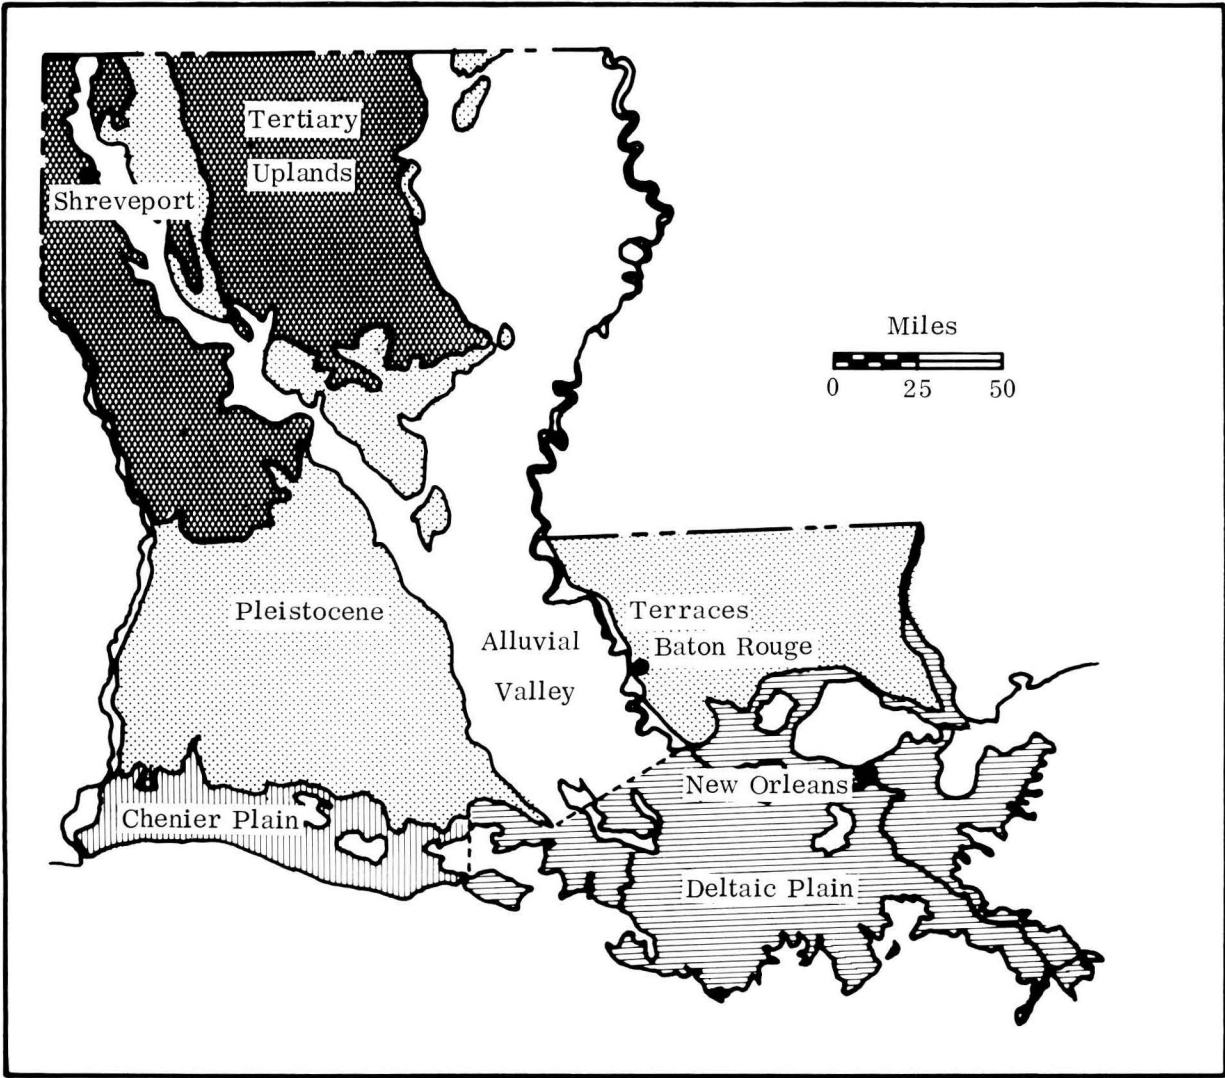 Tertiary
Uplands
Shreveport
Miles
0 25 50
Pleistocene
Terraces
Baton Rouge
Alluvial
Valley
New Orleans
Chenier Plain
Deltaic Plain